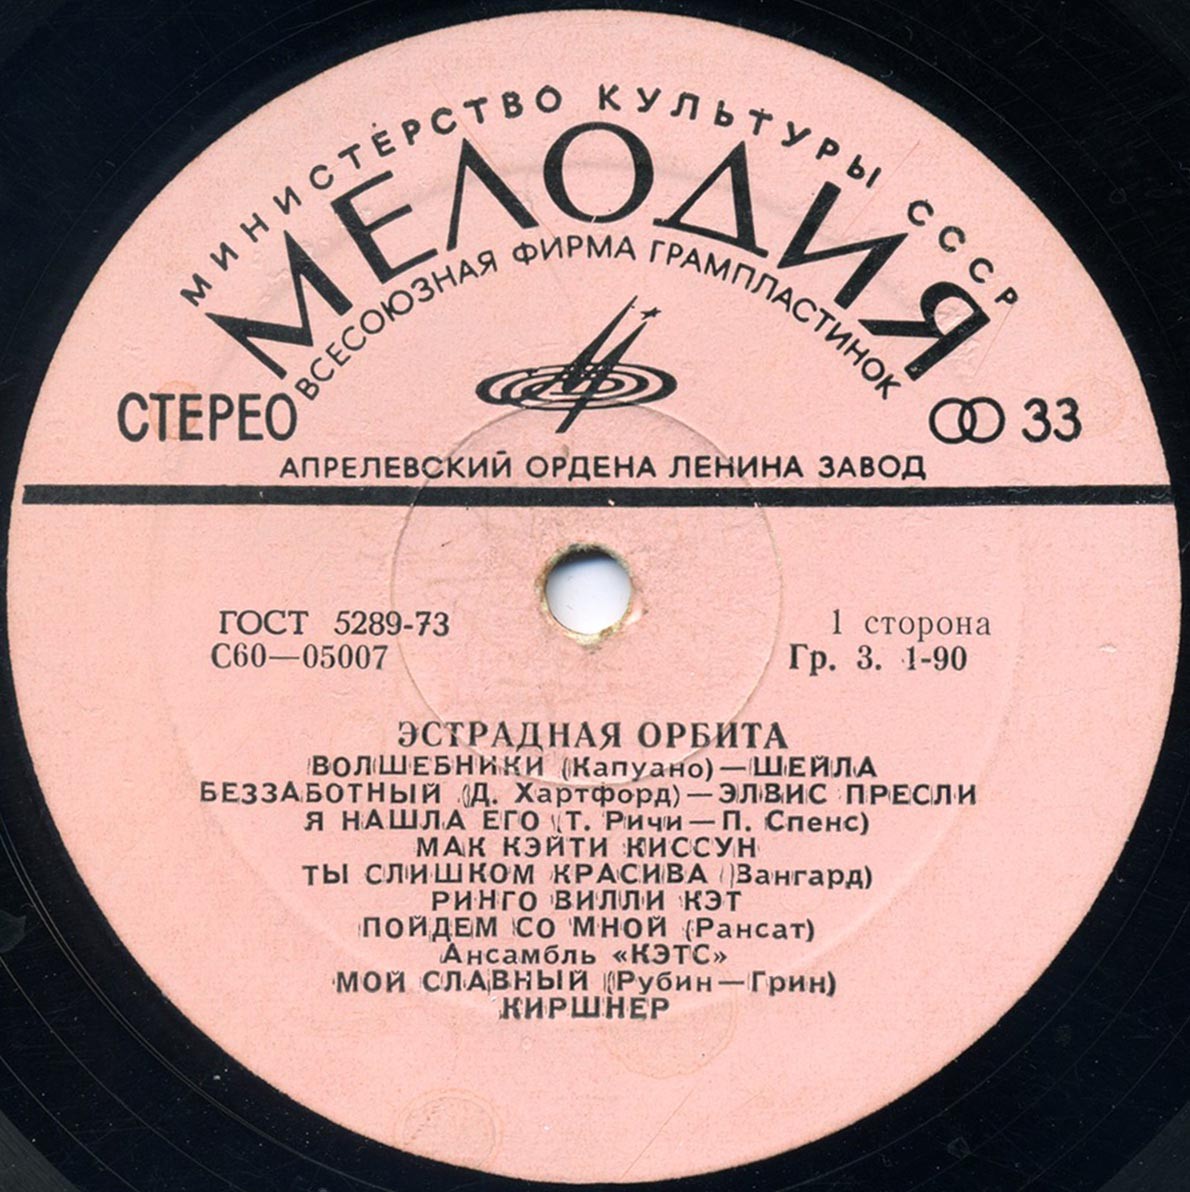 МИНИСТЕРСТВО КУЛЬТУРЫ СССР
МЕЛОДИЯ
ВСЕСОЮЗНАЯ ФИРМА ГРАМПЛАСТИНОК
СТЕРЕО
33
АПРЕЛЕВСКИЙ ОРДЕНА ЛЕНИНА ЗАВОД
ГОСТ 5289-73
С60—05007
1 сторона
Гр. 3. 1-90
ЭСТРАДНАЯ ОРБИТА
ВОЛШЕБНИКИ (Капуано)—ШЕЙЛА
БЕЗЗАБОТНЫЙ (Д. Хартфорд)—ЭЛВИС ПРЕСЛИ
Я НАШЛА ЕГО (Т. Ричи—П. Спенс)
МАК КЭЙТИ КИССУН
ТЫ СЛИШКОМ КРАСИВА (Вангард)
РИНГО ВИЛЛИ КЭТ
ПОЙДЕМ СО МНОЙ (Рансат)
Ансамбль «КЭТС»
МОЙ СЛАВНЫЙ (Рубин—Грин)
КИРШНЕР